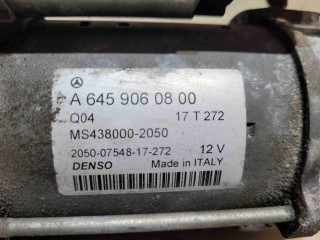 A 645 906 08 00
Q04 17 T 272
MS438000-2050
2050-07548-17-272 12 V
DENSO Made in ITALY